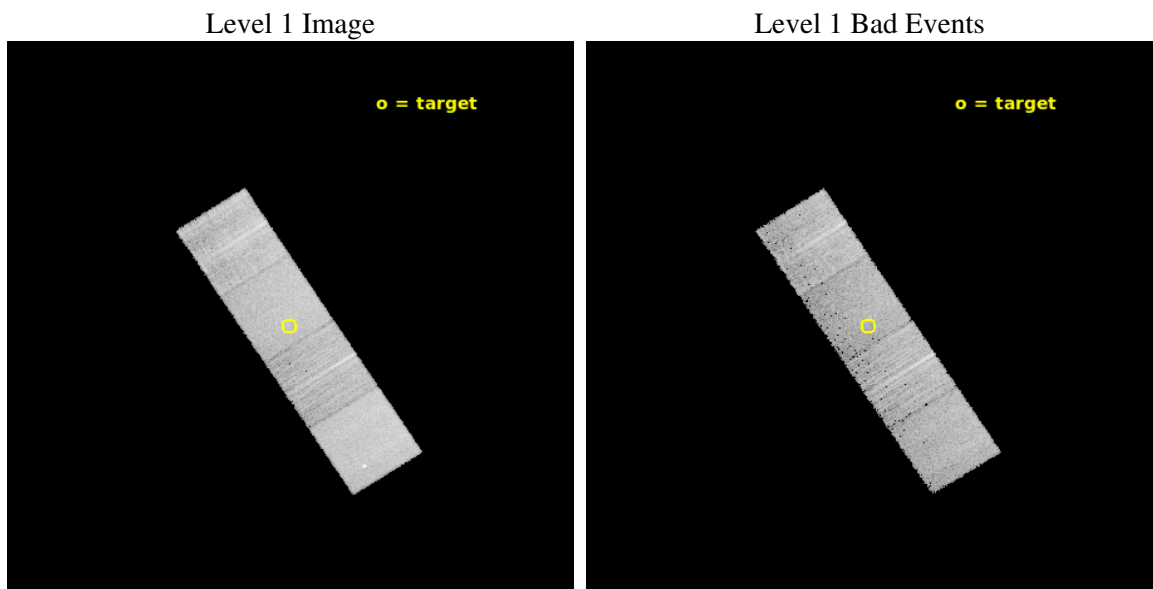 Level 1 Image
Level 1 Bad Events
o = target
o = target